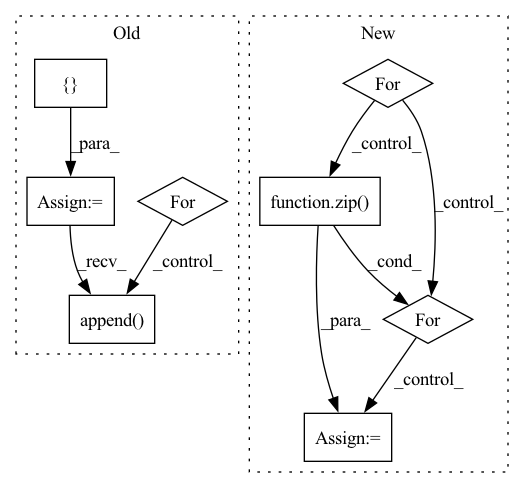 Old
New
{}
For
_para_
_control_
Assign:=
For
function.zip()
_control_
_recv_
_control_
_cond_
append()
_para_
For
_control_
Assign:=